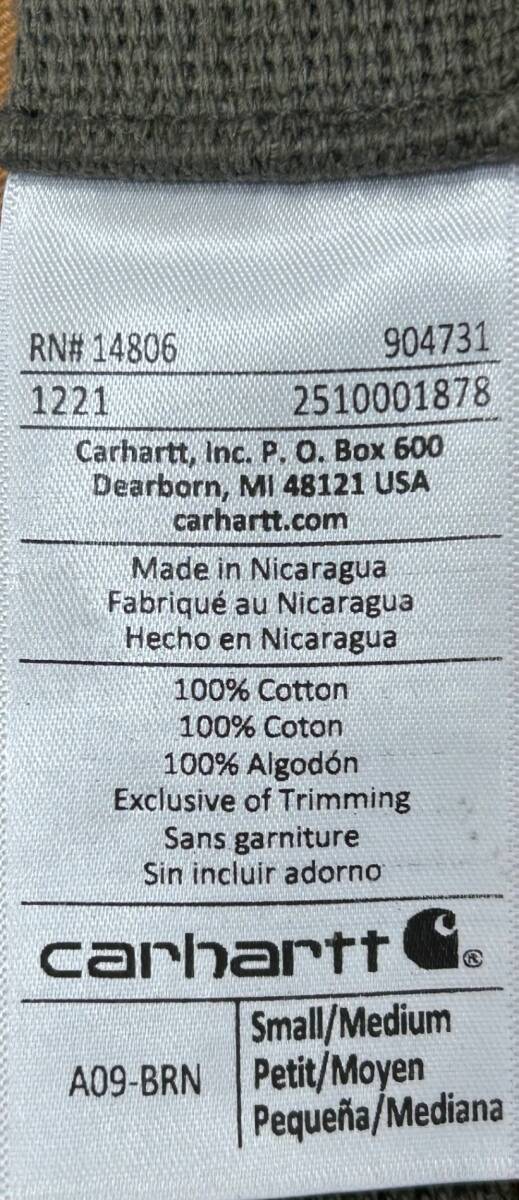 RN# 14806 904731
1221 2510001878
Carhartt, Inc. P. O. Box 600
Dearborn, MI 48121 USA
carhartt.com
Made in Nicaragua
Fabriqué au Nicaragua
Hecho en Nicaragua
100% Cotton
100% Coton
100% Algodón
Exclusive of Trimming
Sans garniture
Sin incluir adorno
carhartt ®
A09-BRN
Small/Medium
Petit/Moyen
Pequeña/Mediana